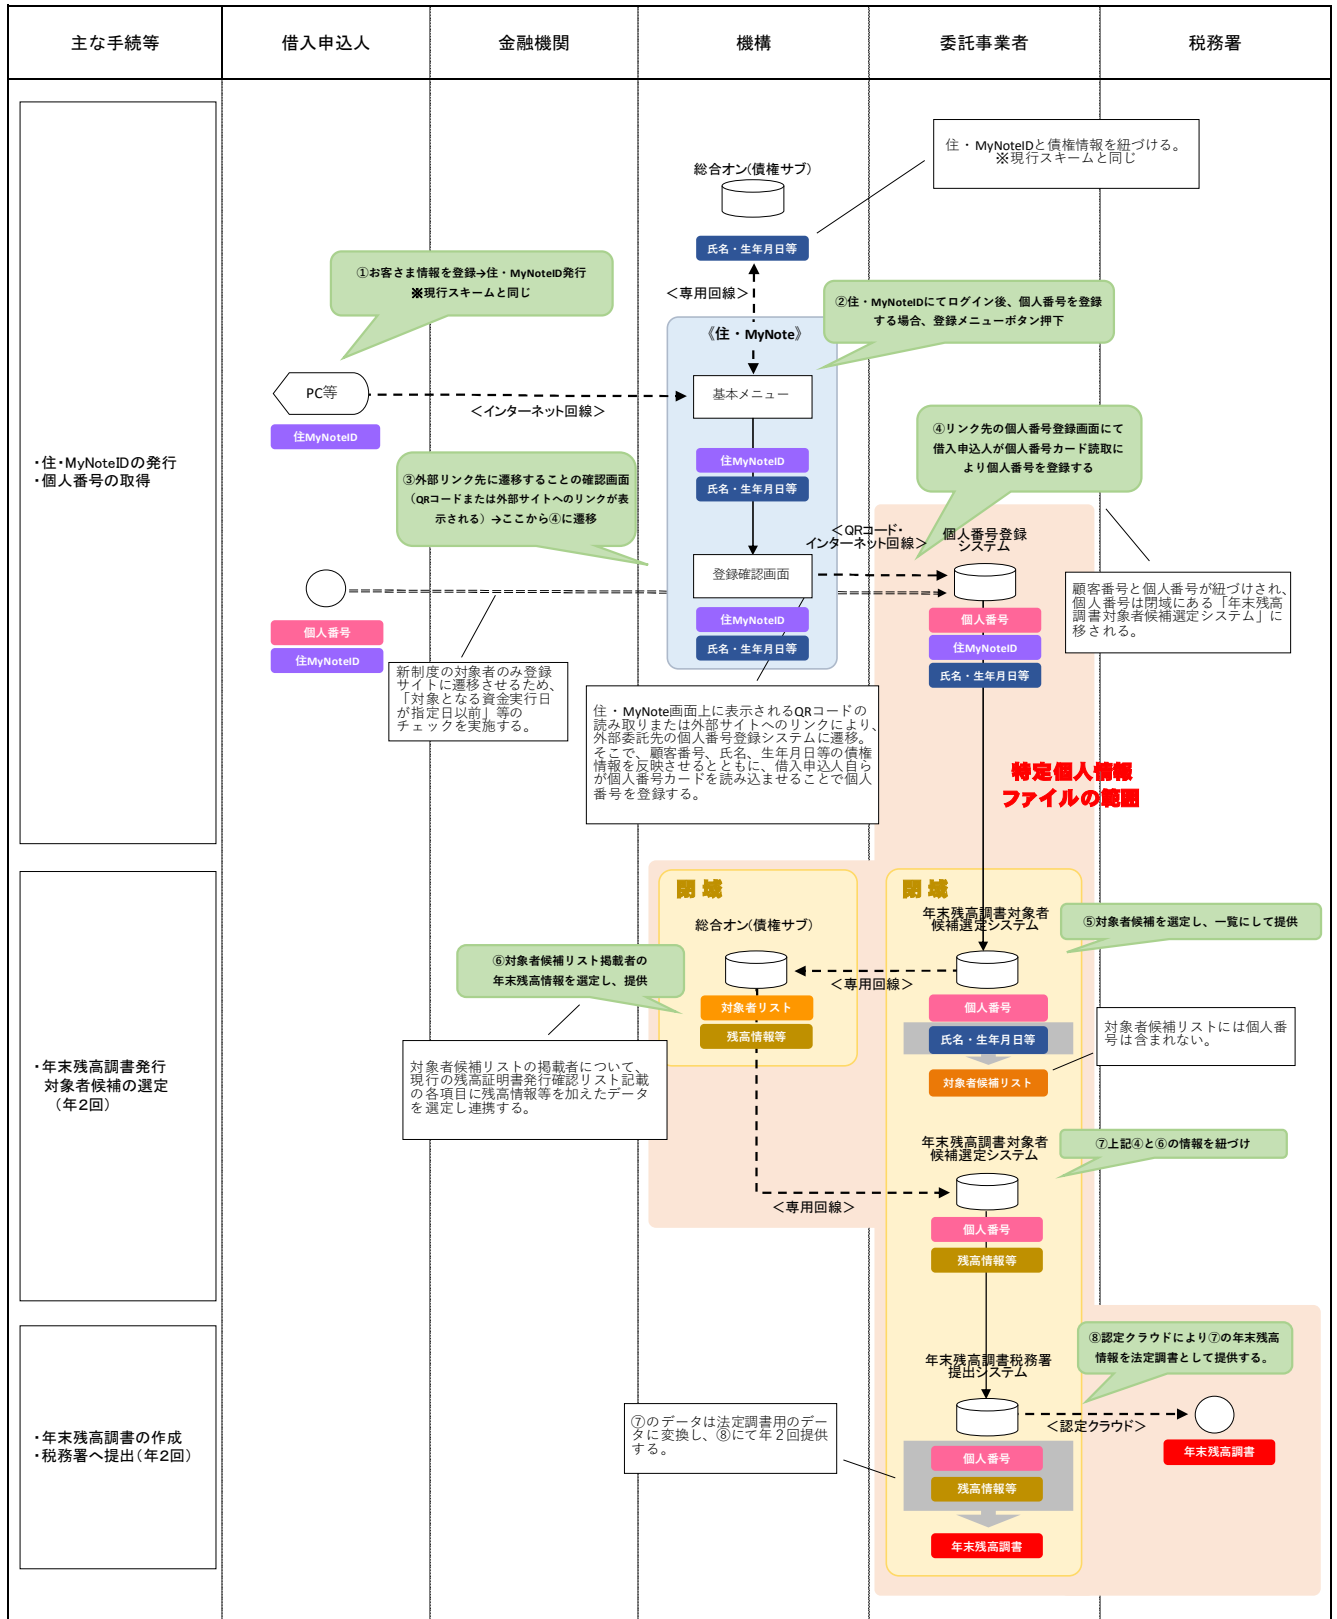 主な手続等
借入申込人
金融機関
機構
委託事業者
税務署
・住・MyNoteIDの発行
・個人番号の取得
総合オン(債権サブ)
氏名・生年月日等
住・MyNoteIDと債権情報を紐づける。
※現行スキームと同じ
①お客さま情報を登録→住・MyNoteID発行
※現行スキームと同じ
＜専用回線＞
②住・MyNoteIDにてログイン後、個人番号を登録
する場合、登録メニューボタン押下
《住・MyNote》
PC等
基本メニュー
＜インターネット回線＞
住MyNoteID
④リンク先の個人番号登録画面にて
借入申込人が個人番号カード読取に
より個人番号を登録する
住MyNoteID
氏名・生年月日等
③外部リンク先に遷移することの確認画面
（QRコードまたは外部サイトへのリンクが表
示される）→ここから④に遷移
＜QRコード・
インターネット回線＞
個人番号登録
システム
登録確認画面
顧客番号と個人番号が紐づけされ、
個人番号は閉域にある「年末残高
調書対象者候補選定システム」に
移される。
個人番号
住MyNoteID
住MyNoteID
氏名・生年月日等
個人番号
住MyNoteID
氏名・生年月日等
新制度の対象者のみ登録
サイトに遷移させるため、
「対象となる資金実行日
が指定日以前」等の
チェックを実施する。
住・MyNote画面上に表示されるQRコードの
読み取りまたは外部サイトへのリンクにより、
外部委託先の個人番号登録システムに遷移。
そこで、顧客番号、氏名、生年月日等の債権
情報を反映させるとともに、借入申込人自ら
が個人番号カードを読み込ませることで個人
番号を登録する。
特定個人情報
ファイルの範囲
・年末残高調書発行
対象者候補の選定
（年2回）
閉域
閉域
総合オン(債権サブ)
年末残高調書対象者
候補選定システム
⑤対象者候補を選定し、一覧にして提供
⑥対象者候補リスト掲載者の
年末残高情報を選定し、提供
＜専用回線＞
対象者リスト
残高情報等
個人番号
氏名・生年月日等
対象者候補リスト
対象者候補リストには個人番
号は含まれない。
対象者候補リストの掲載者について、
現行の残高証明書発行確認リスト記載
の各項目に残高情報等を加えたデータ
を選定し連携する。
年末残高調書対象者
候補選定システム
⑦上記④と⑥の情報を紐づけ
＜専用回線＞
個人番号
残高情報等
・年末残高調書の作成
・税務署へ提出（年2回）
⑧認定クラウドにより⑦の年末残高
情報を法定調書として提供する。
年末残高調書税務署
提出システム
＜認定クラウド＞
年末残高調書
⑦のデータは法定調書用のデー
タに変換し、⑧にて年２回提供
する。
個人番号
残高情報等
年末残高調書